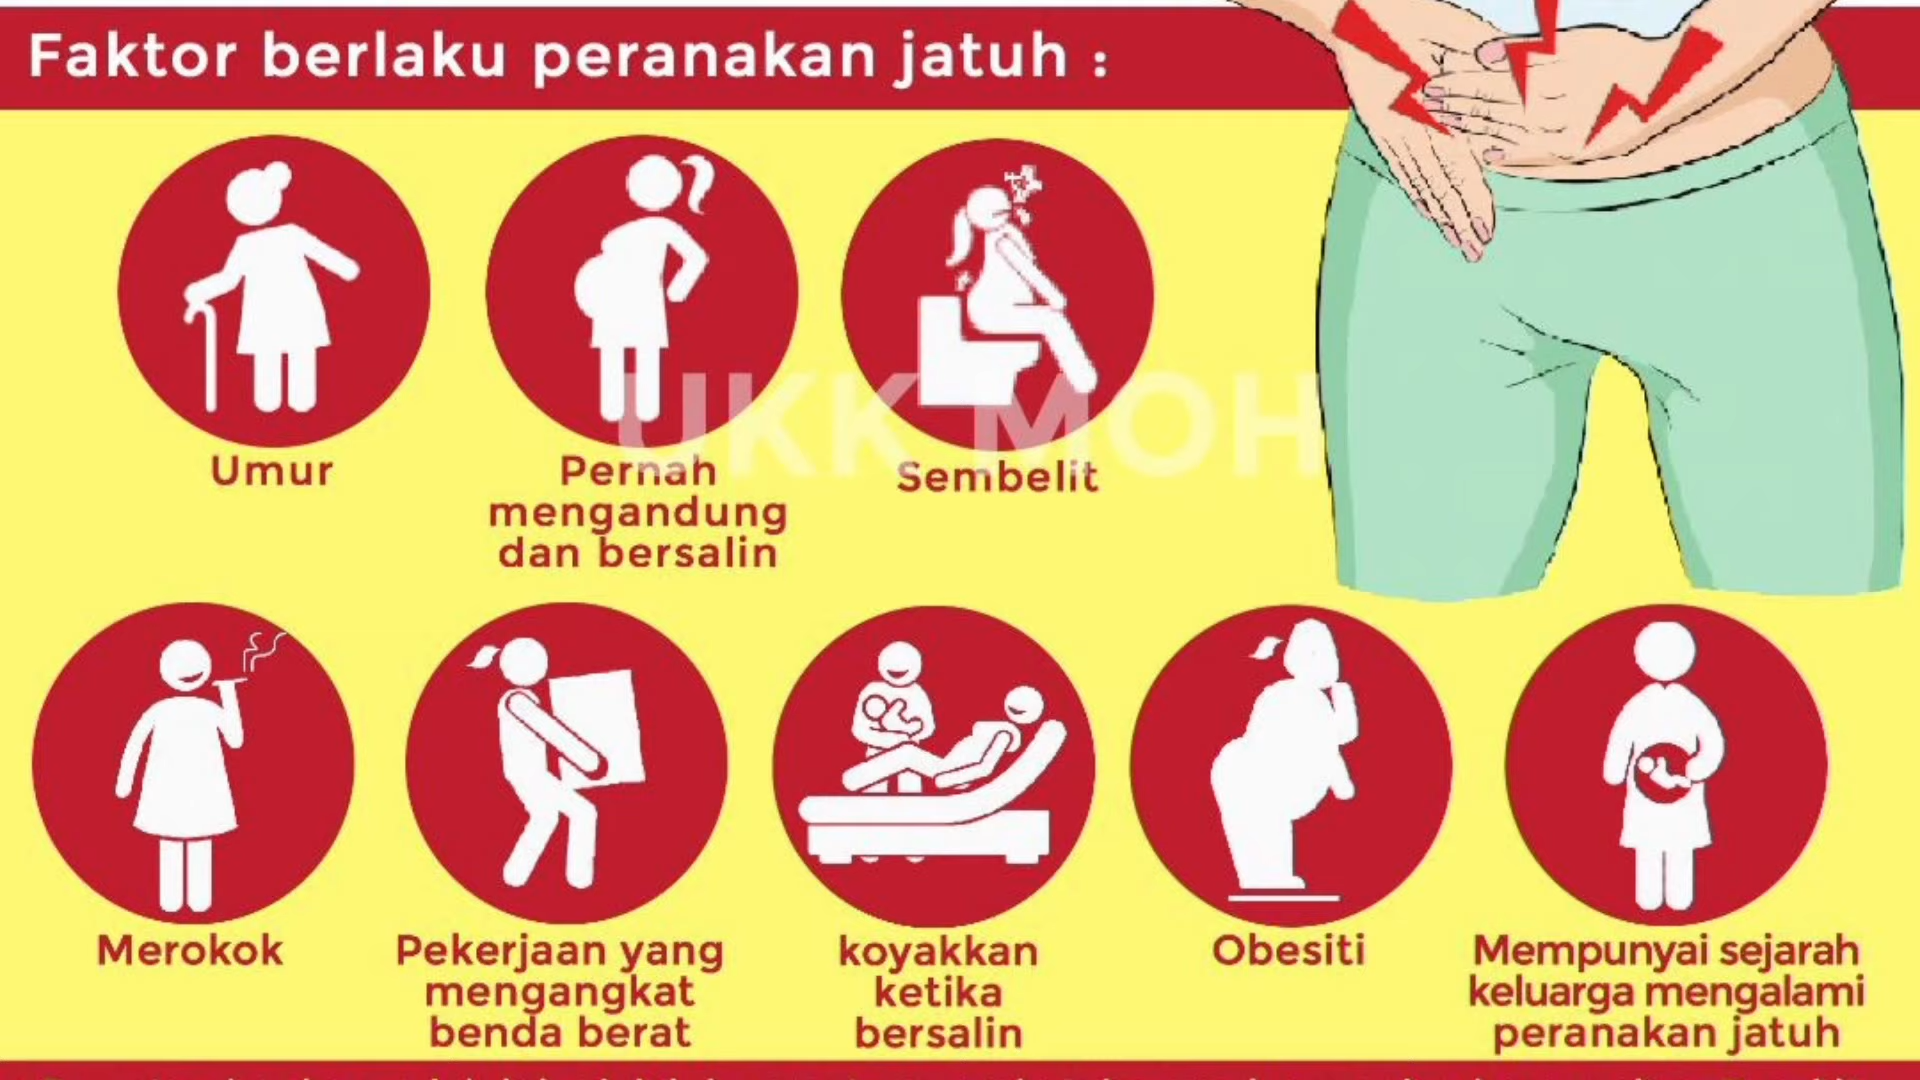 Faktor berlaku peranakan jatuh :
Umur
Pernah
mengandung
dan bersalin
Sembelit
UKK MOH
Merokok
Pekerjaan yang
mengangkat
benda berat
koyakkan
ketika
bersalin
Obesiti
Mempunyai sejarah
keluarga mengalami
peranakan jatuh